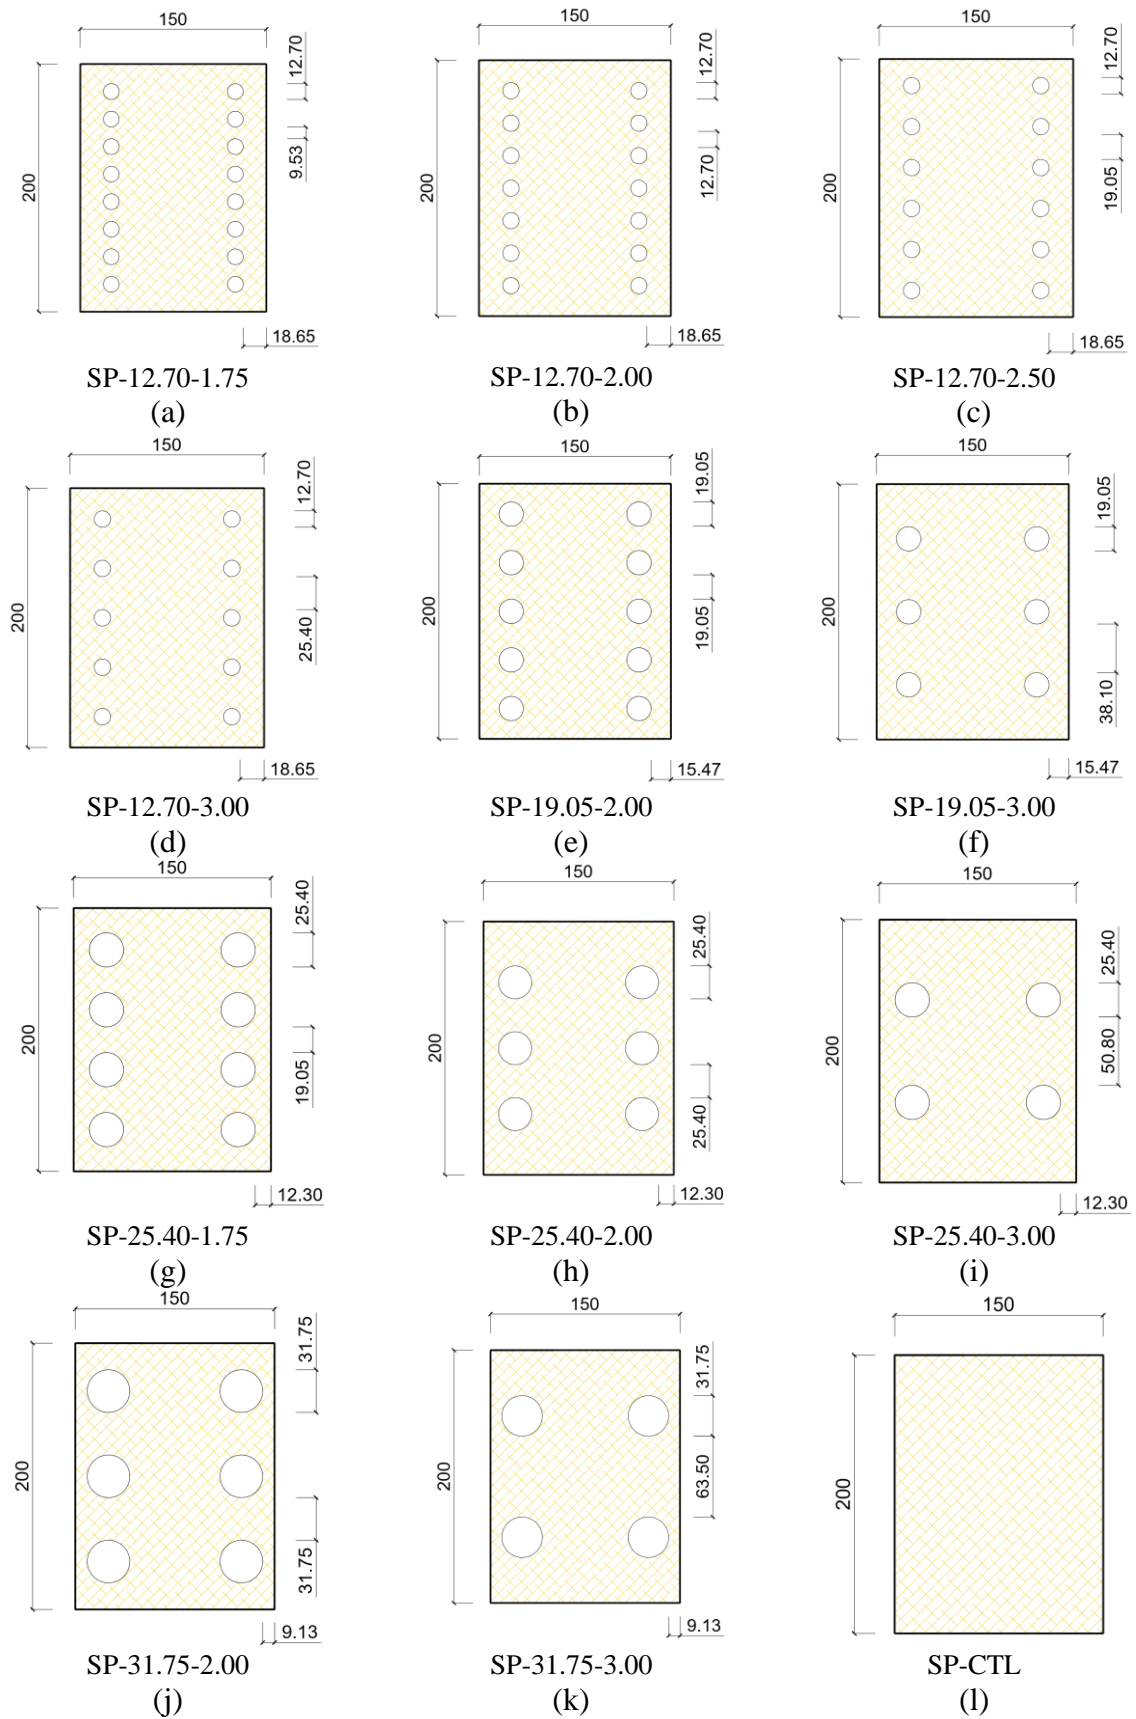 150
12.70
200
9.53
18.65
SP-12.70-1.75
(a)
150
12.70
200
12.70
18.65
SP-12.70-2.00
(b)
150
12.70
200
19.05
18.65
SP-12.70-2.50
(c)
150
12.70
200
25.40
18.65
SP-12.70-3.00
(d)
150
19.05
200
19.05
15.47
SP-19.05-2.00
(e)
150
19.05
200
38.10
15.47
SP-19.05-3.00
(f)
150
25.40
200
19.05
12.30
SP-25.40-1.75
(g)
150
25.40
200
25.40
12.30
SP-25.40-2.00
(h)
150
25.40
200
50.80
12.30
SP-25.40-3.00
(i)
150
31.75
200
31.75
9.13
SP-31.75-2.00
(j)
150
31.75
200
63.50
9.13
SP-31.75-3.00
(k)
150
200
SP-CTL
(l)